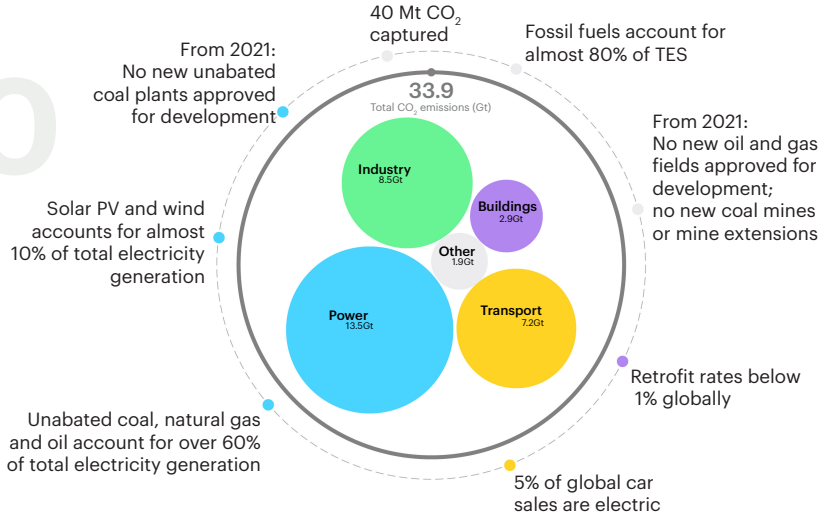 40 Mt CO₂
captured
Fossil fuels account for
almost 80% of TES
From 2021:
No new unabated
coal plants approved
for development
33.9
Total CO₂ emissions (Gt)
From 2021:
No new oil and gas
fields approved for
development;
no new coal mines
or mine extensions
Industry
8.5Gt
Buildings
2.9Gt
Solar PV and wind
accounts for almost
10% of total electricity
generation
Other
1.9Gt
Power
13.5Gt
Transport
7.2Gt
Retrofit rates below
1% globally
Unabated coal, natural gas
and oil account for over 60%
of total electricity generation
5% of global car
sales are electric